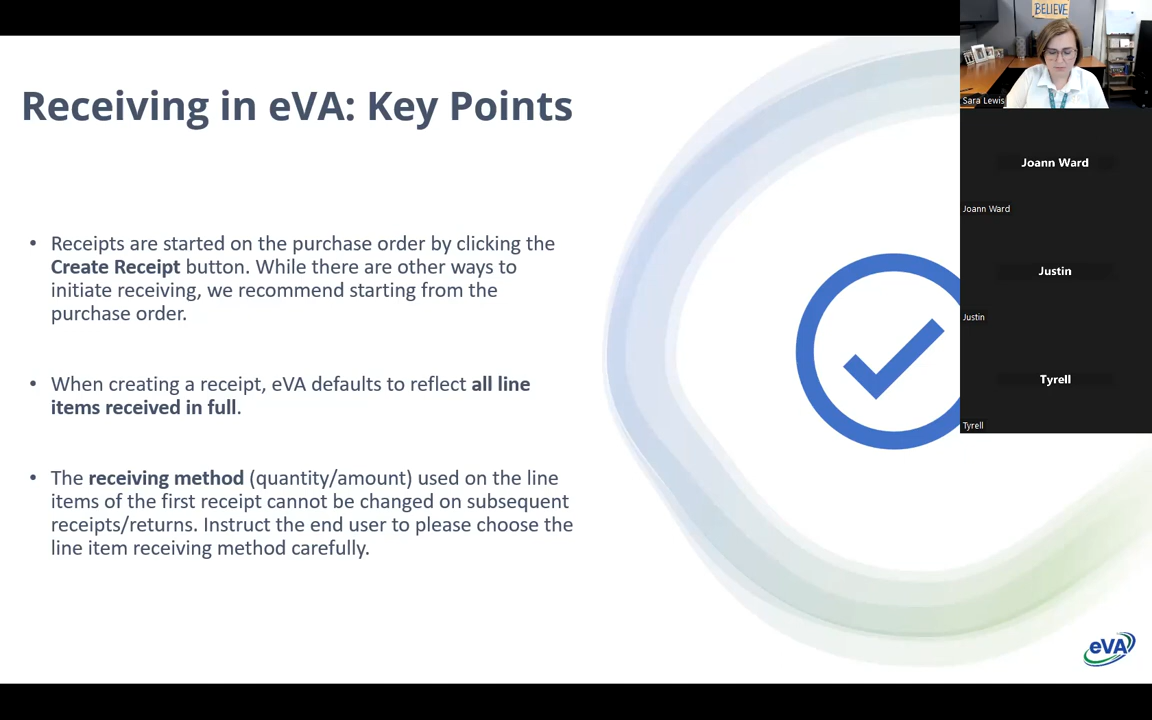 BELIEVE
Receiving in eVA: Key Points
Sara Lewis
Joann Ward
Joann Ward
• Receipts are started on the purchase order by clicking the
Create Receipt button. While there are other ways to
initiate receiving, we recommend starting from the
purchase order.
Justin
Justin
• When creating a receipt, eVA defaults to reflect all line
items received in full.
Tyrell
Tyrell
• The receiving method (quantity/amount) used on the line
items of the first receipt cannot be changed on subsequent
receipts/returns. Instruct the end user to please choose the
line item receiving method carefully.
eVA